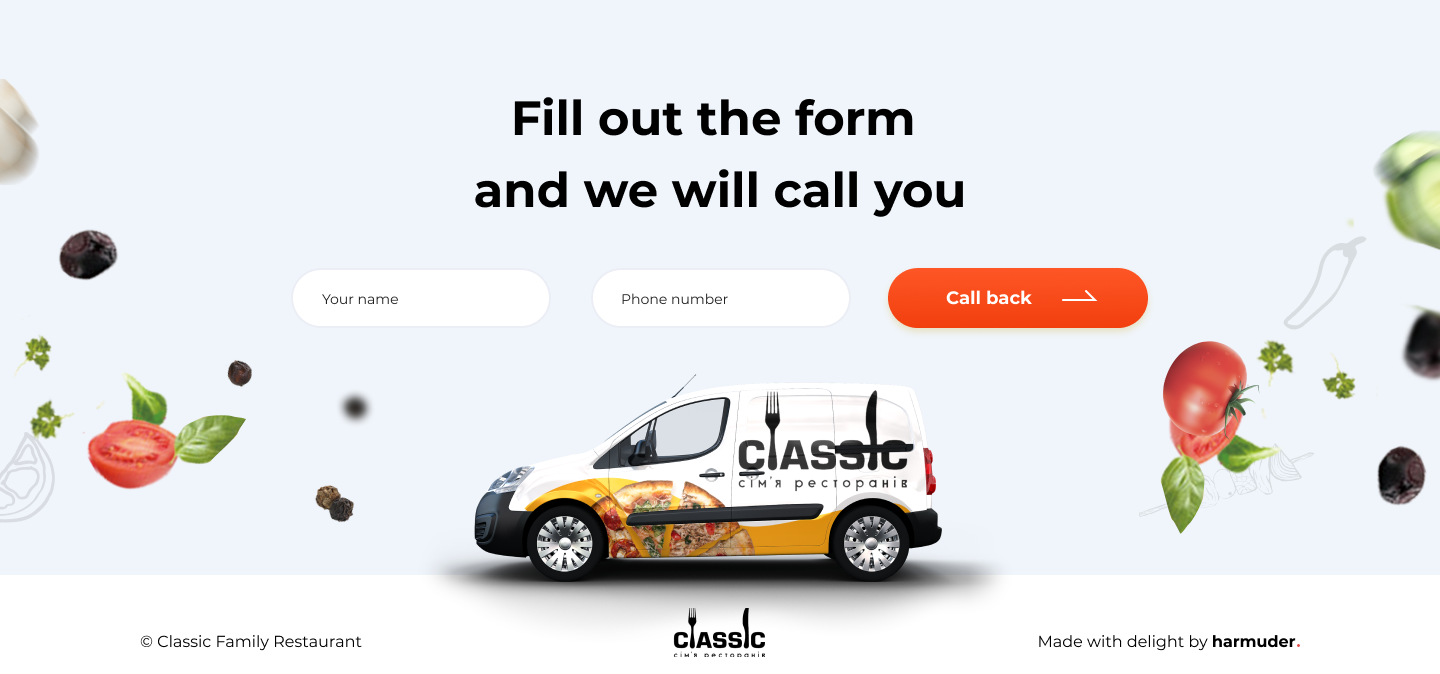 Fill out the form
and we will call you
Your name
Phone number
Call back
CLASSIC
сім'я ресторанів
© Classic Family Restaurant
CLASSIC
сім'я ресторанів
Made with delight by harmuder.